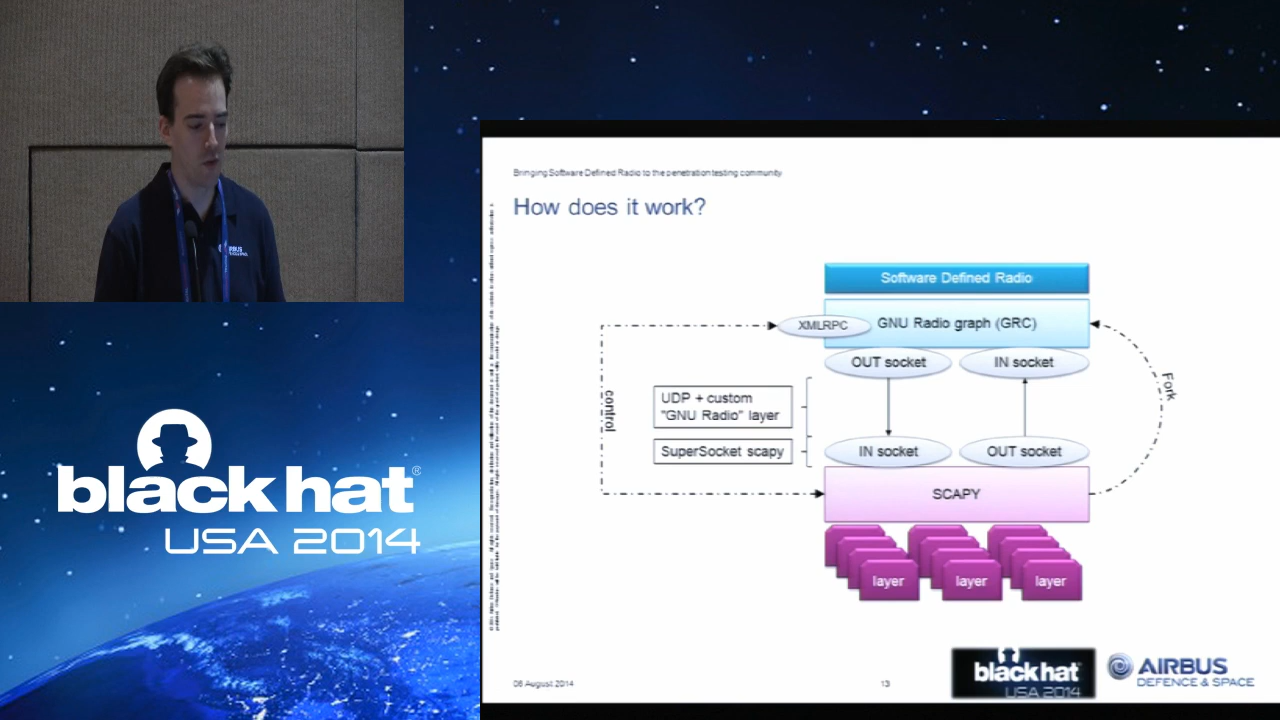 AIRBUS
Bringing Software Defined Radio to the penetration testing community
How does it work?
Software Defined Radio
XMLRPC
GNU Radio graph (GRC)
OUT socket
IN socket
Fork
control
UDP + custom
"GNU Radio" layer
SuperSocket scapy
IN socket
OUT socket
SCAPY
layer
layer
layer
06 August 2014
13
black hat
USA 2014
AIRBUS
DEFENCE & SPACE
black hat®
USA 2014